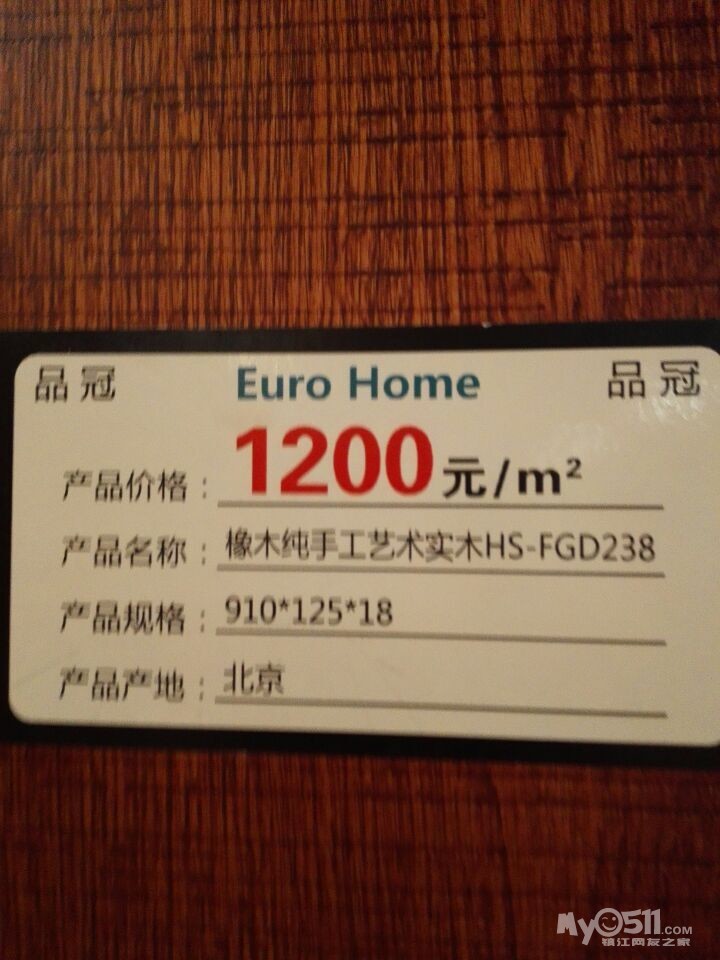 品冠 Euro Home 品冠
产品价格：1200元/m²
产品名称：橡木纯手工艺术实木HS-FGD238
产品规格：910*125*18
产品产地：北京
My0511.COM
镇江网友之家